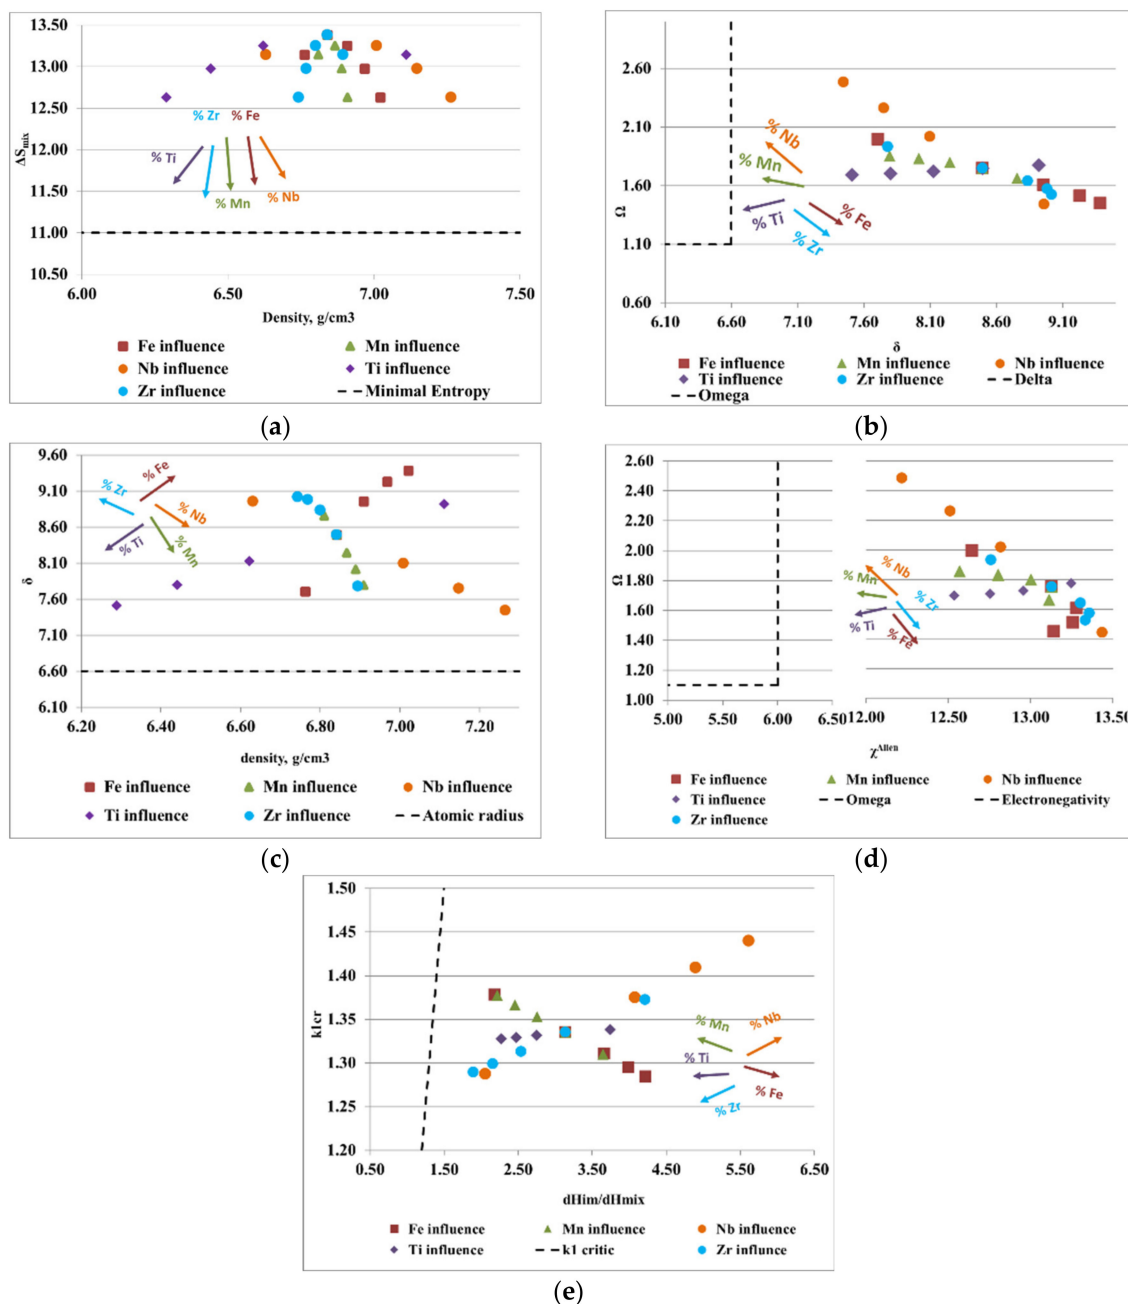 13.50
13.00
12.50
12.00
11.50
11.00
10.50
ΔSmix
% Zr
% Fe
% Ti
% Mn
% Nb
6.00 6.50 7.00 7.50
Density, g/cm3
Fe influence Mn influence
Nb influence Ti influence
Zr influence Minimal Entropy
(a)
2.60
2.10
1.60
1.10
0.60
Ω
% Nb
% Mn
% Ti
% Fe
% Zr
6.10 6.60 7.10 7.60 8.10 8.60 9.10
δ
Fe influence Mn influence Nb influence
Ti influence Zr influence Delta
Omega
(b)
9.60
9.10
8.60
8.10
7.60
7.10
6.60
6.10
δ
% Zr
% Fe
% Nb
% Ti
% Mn
6.20 6.40 6.60 6.80 7.00 7.20
density, g/cm3
Fe influence Mn influence Nb influence
Ti influence Zr influence Atomic radius
(c)
2.60
2.40
2.20
2.00
1.80
1.60
1.40
1.20
1.00
Ω
% Nb
% Mn
% Zr
% Ti
% Fe
5.00 5.50 6.00 6.50 12.00 12.50 13.00 13.50
χAllen
Fe influence Mn influence Nb influence
Ti influence Omega Electronegativity
Zr influence
(d)
1.50
1.45
1.40
1.35
1.30
1.25
1.20
k1cr
% Mn
% Nb
% Ti
% Fe
% Zr
0.50 1.50 2.50 3.50 4.50 5.50 6.50
dHim/dHmix
Fe influence Mn influence Nb influence
Ti influence k1 critic Zr influnce
(e)